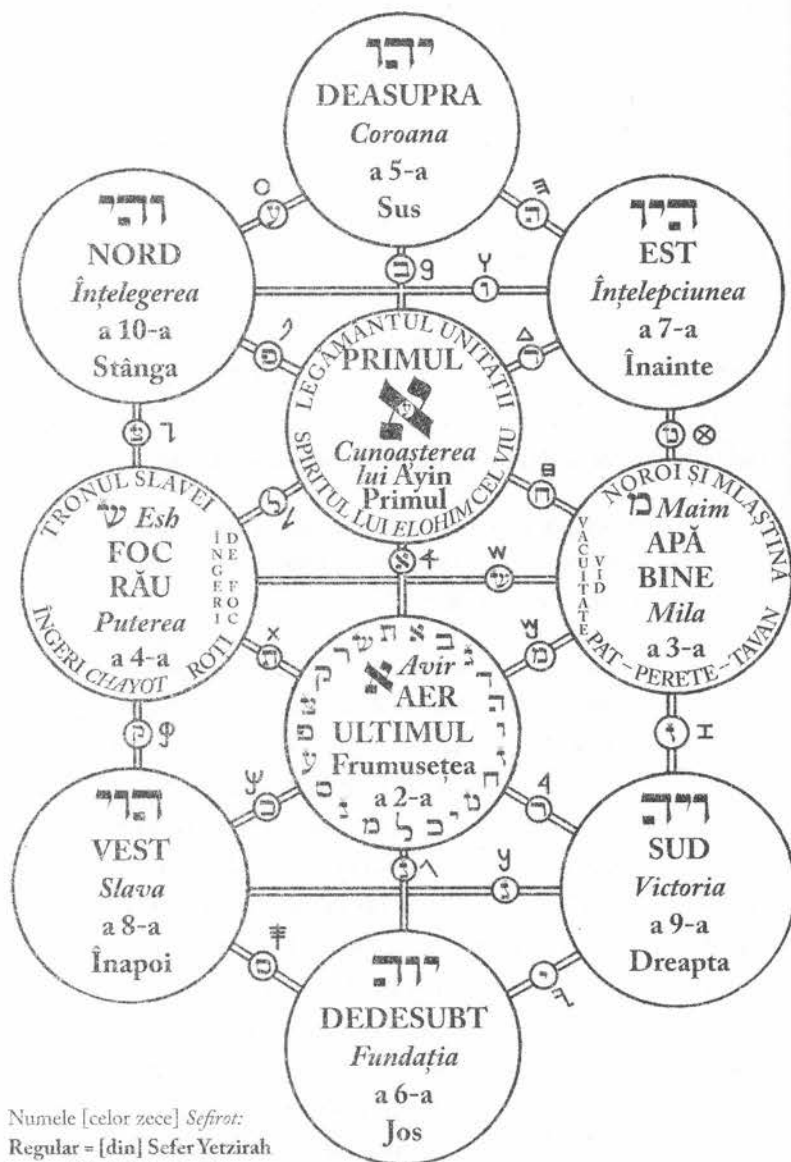 יהו
DEASUPRA
Coroana
a 5-a
Sus
והי
NORD
Înțelegerea
a 10-a
Stânga
היו
EST
Înțelepciunea
a 7-a
Înainte
LEGĂMÂNTUL UNITĂȚII
PRIMUL
א
Cunoașterea
lui Ayin
Primul
SPIRITUL LUI ELOHIM CEL VIU
TRONUL SLAVEI
ש Esh
FOC
RĂU
Puterea
a 4-a
ÎNGERI
DE FOC
ÎNGERI CHAYOT ROȚI
NOROI ȘI MLAȘTINĂ
מ Maim
APĂ
BINE
Mila
a 3-a
VACUITATE
VID
PAT – PERETE – TAVAN
א Avir
AER
ULTIMUL
Frumusețea
a 2-a
א ב ג ד ה ו ז ח ט י כ ל מ נ ס ע פ צ ק ר ש ת
הוי
VEST
Slava
a 8-a
Înapoi
ויה
SUD
Victoria
a 9-a
Dreapta
יוה
DEDESUBT
Fundația
a 6-a
Jos
Numele [celor zece] Sefirot:
Regular = [din] Sefer Yetzirah